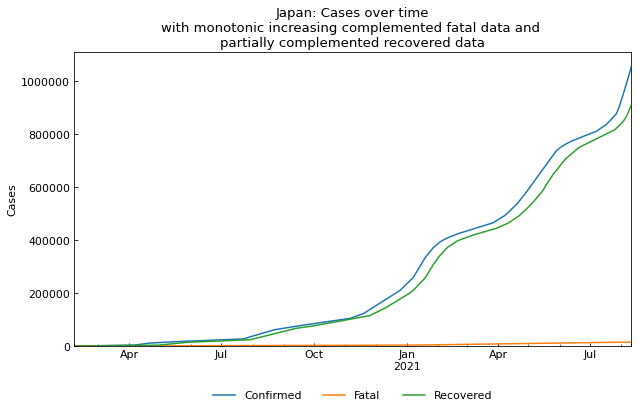 Japan: Cases over time
with monotonic increasing complemented fatal data and
partially complemented recovered data
1000000
800000
600000
400000
200000
0
Cases
Apr Jul Oct Jan Apr Jul
2021
Confirmed Fatal Recovered